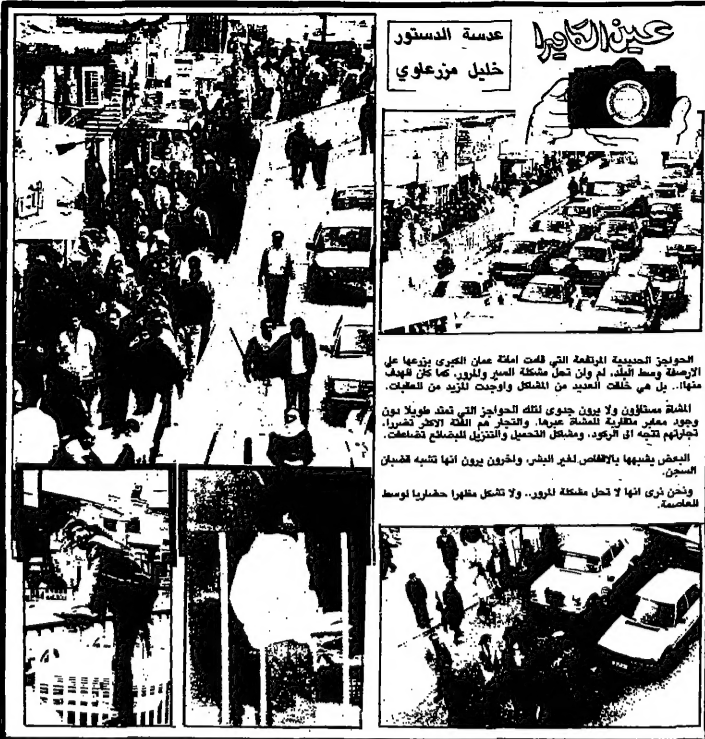 عين الكاميرا
عدسة الدستور
خليل مزرعاوي
الحواجز الحديدية المرتفعة التي قامت امانة عمان الكبرى بزرعها على
الارصفة وسط البلد، لم ولن تحل مشكلة السير والمرور، كما كان الهدف
منها.. بل هي خلقت العديد من المشاكل واوجدت المزيد من العقبات.
المشاة مستاؤون ولا يرون جدوى لتلك الحواجز التي تمتد طويلا دون
وجود معابر متقاربة للمشاة عبرها، والتجار هم الفئة الاكثر تضررا،
تجارتهم تتجه الى الركود، ومشاكل التحميل والتنزيل للبضائع تضاعفت.
البعض يشبهها بالاقفاص لغير البشر، واخرون يرون انها تشبه قضبان
السجن.
ونحن نرى انها لا تحل مشكلة المرور.. ولا تشكل مظهرا حضاريا لوسط
العاصمة.